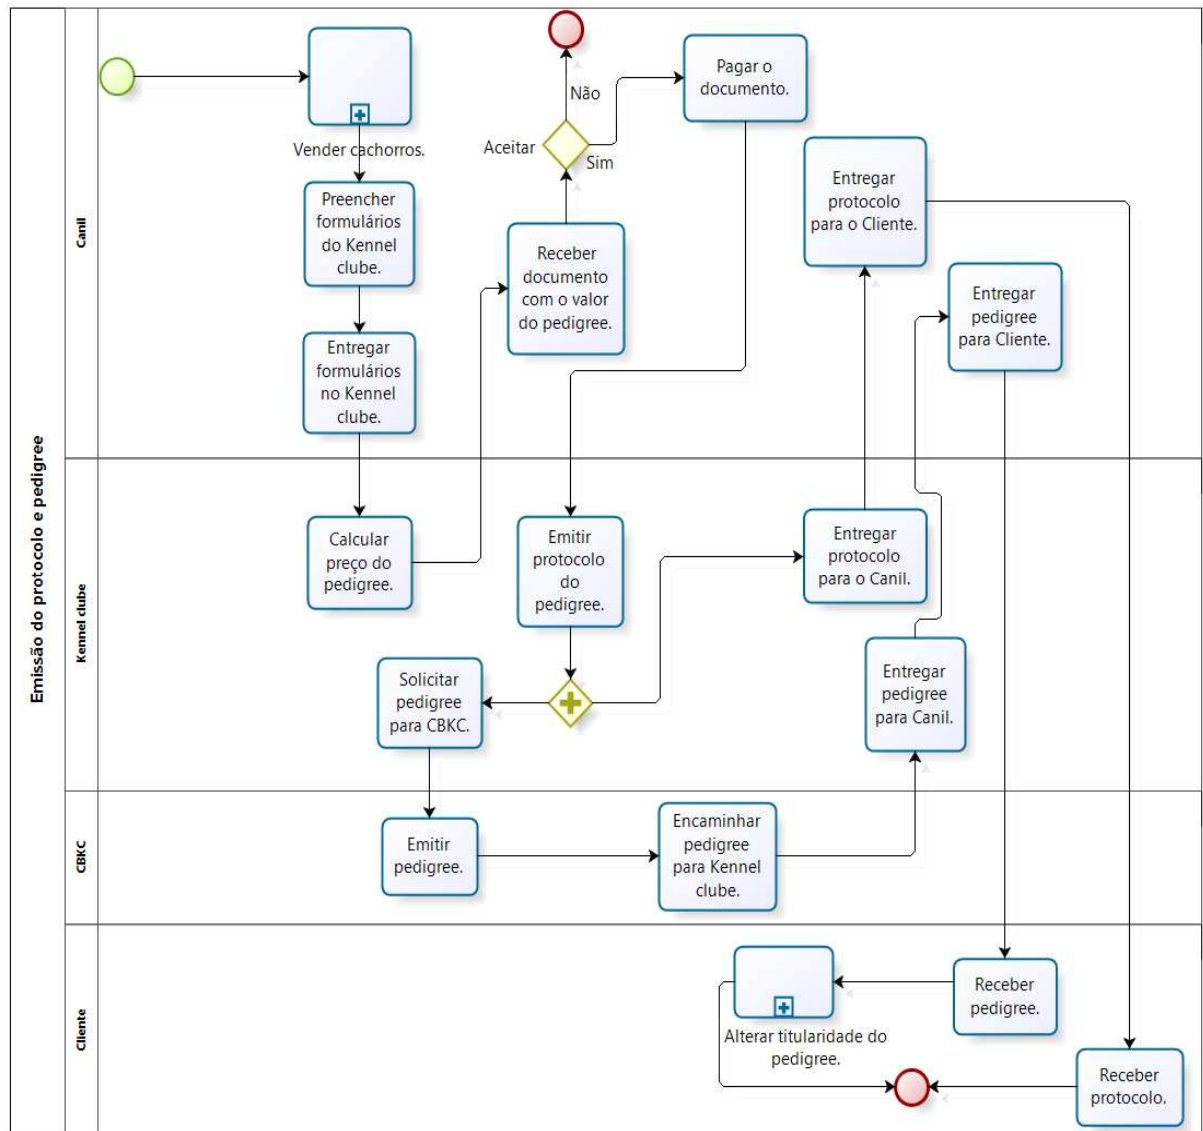 Emissão do protocolo e pedigree
Canil
Vender cachorros.
Preencher
formulários
do Kennel
clube.
Entregar
formulários
no Kennel
clube.
Receber
documento
com o valor
do pedigree.
Aceitar
Não
Sim
Pagar o
documento.
Entregar
protocolo
para o Cliente.
Entregar
pedigree
para Cliente.
Kennel clube
Calcular
preço do
pedigree.
Emitir
protocolo
do
pedigree.
Entregar
protocolo
para o Canil.
Solicitar
pedigree
para CBKC.
Entregar
pedigree
para Canil.
CBKC
Emitir
pedigree.
Encaminhar
pedigree
para Kennel
clube.
Cliente
Alterar titularidade do
pedigree.
Receber
pedigree.
Receber
protocolo.